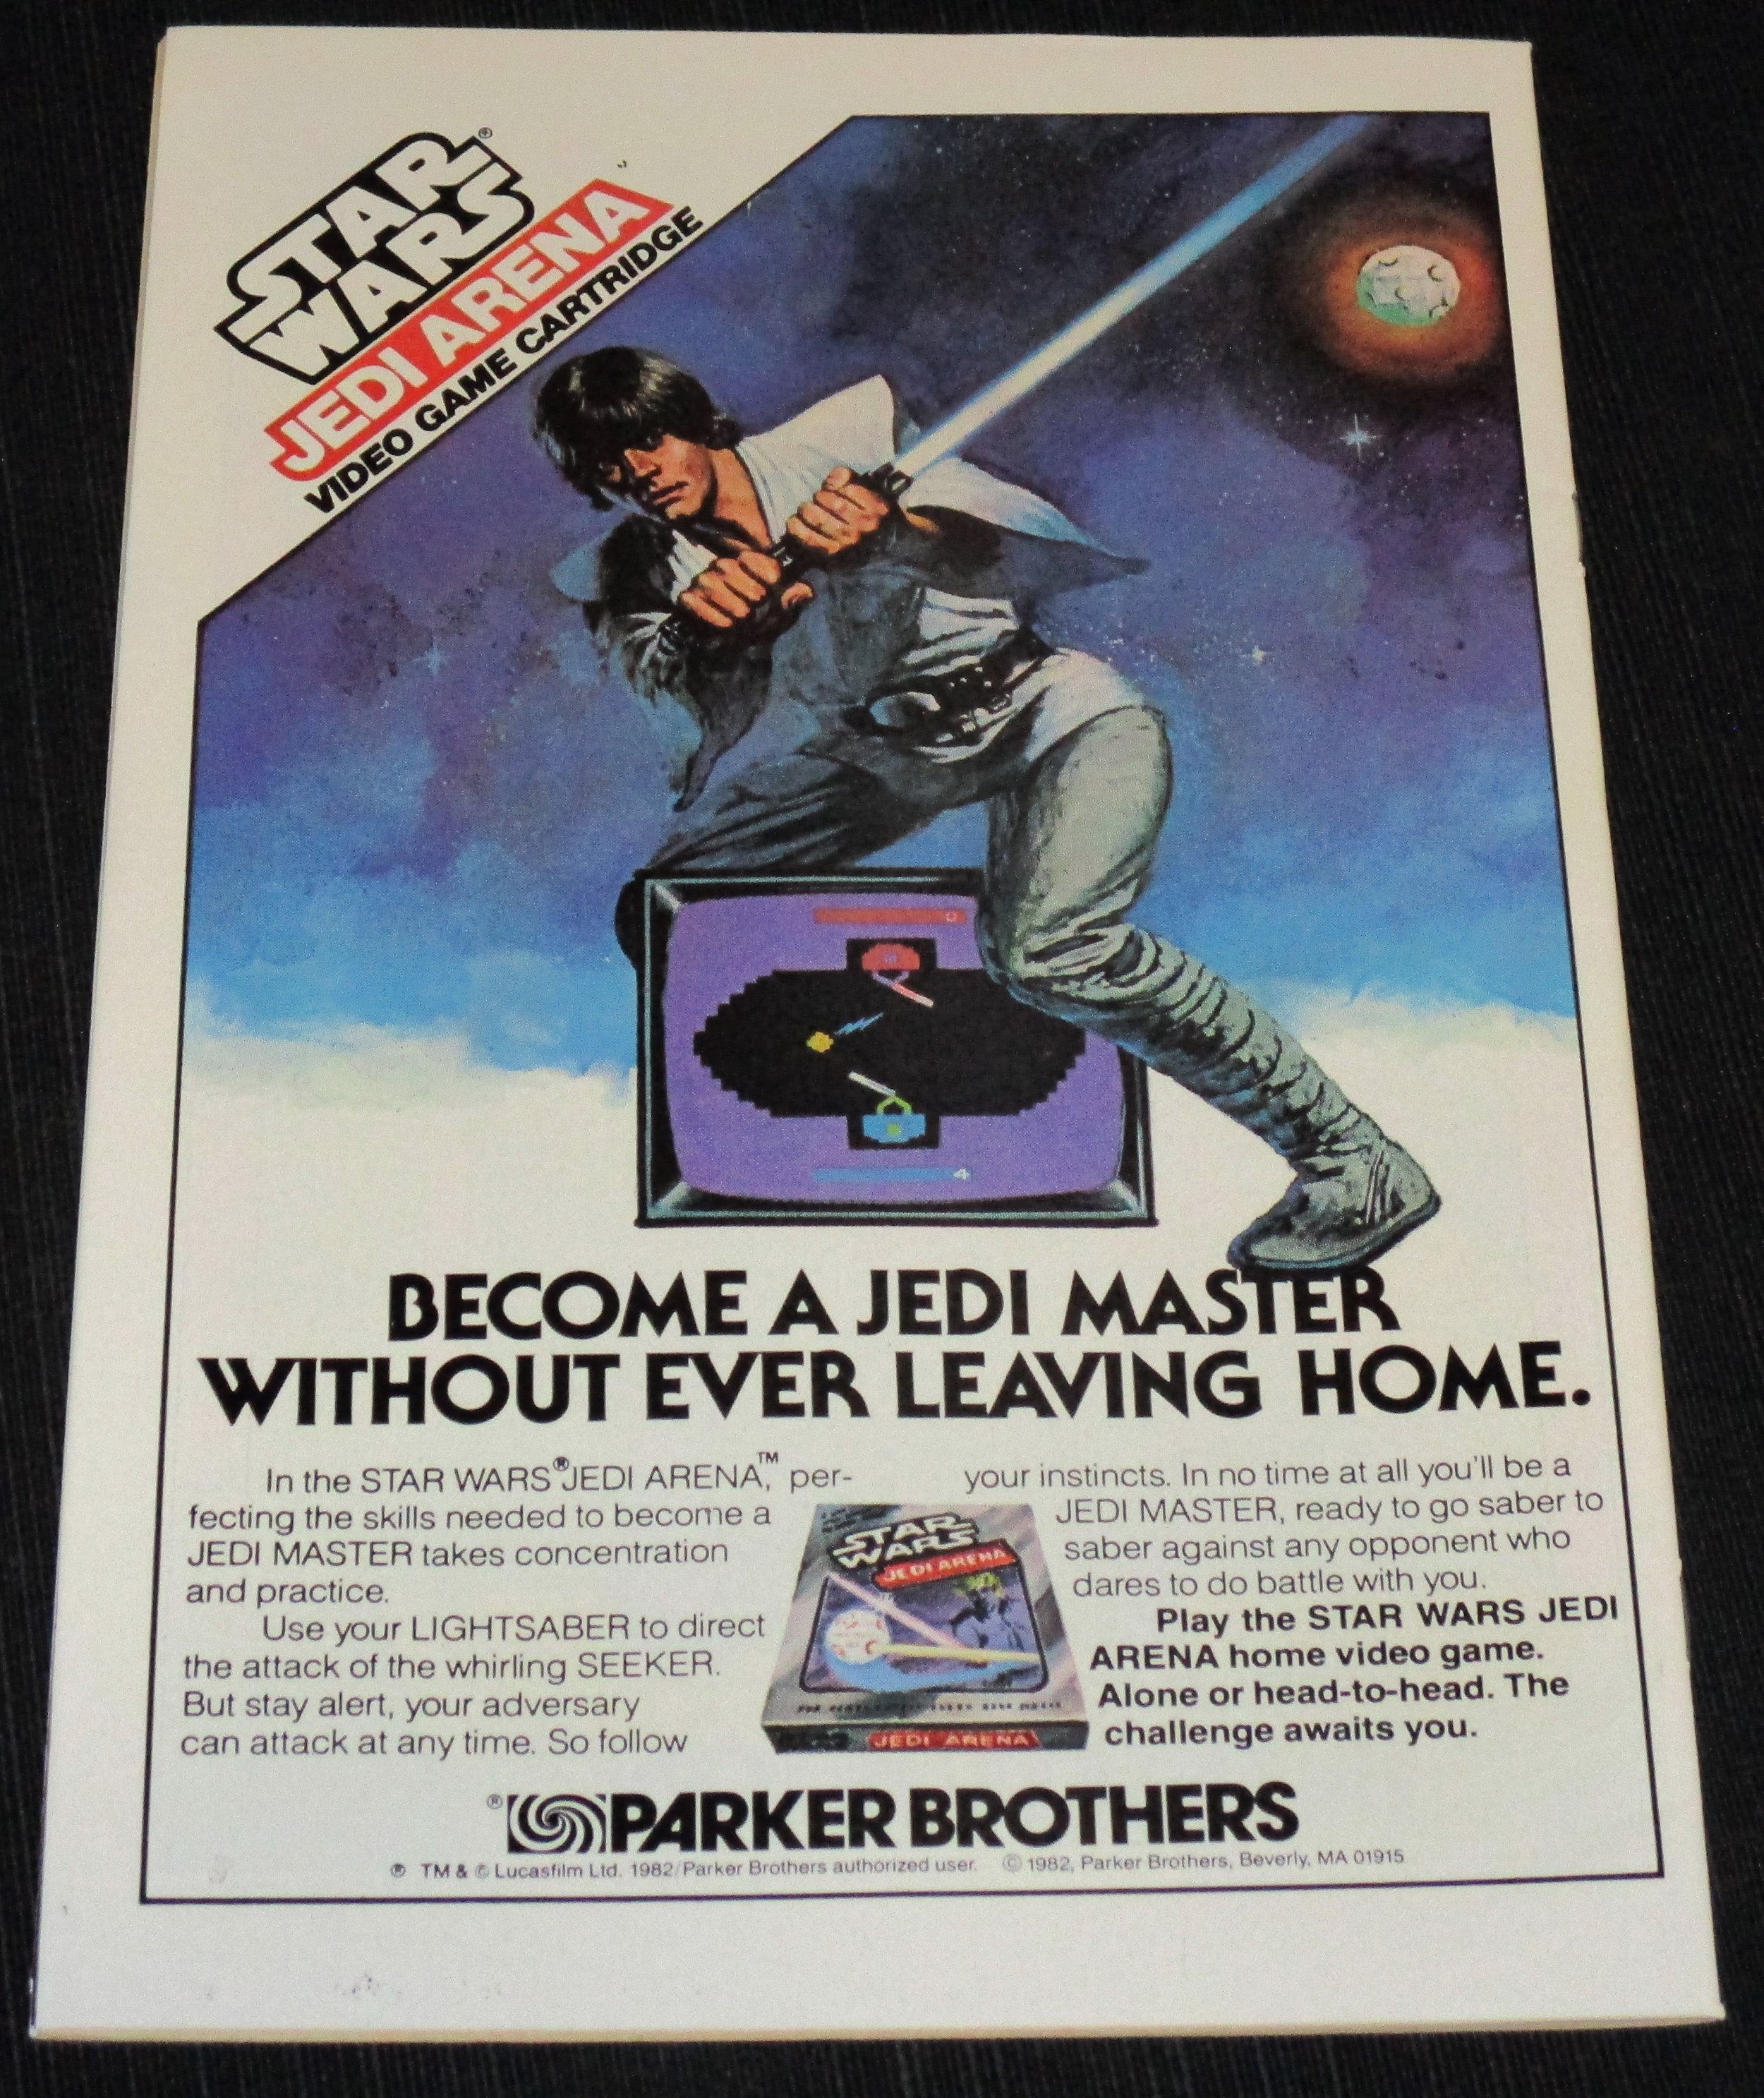 STAR
WARS®
JEDI ARENA
VIDEO GAME CARTRIDGE
0
4
BECOME A JEDI MASTER
WITHOUT EVER LEAVING HOME.
In the STAR WARS® JEDI ARENA,™ per-
fecting the skills needed to become a
JEDI MASTER takes concentration
and practice.
Use your LIGHTSABER to direct
the attack of the whirling SEEKER.
But stay alert, your adversary
can attack at any time. So follow
your instincts. In no time at all you'll be a
JEDI MASTER, ready to go saber to
saber against any opponent who
dares to do battle with you.
Play the STAR WARS JEDI
ARENA home video game.
Alone or head-to-head. The
challenge awaits you.
STAR
WARS
JEDI ARENA
JEDI ARENA
® PARKER BROTHERS
® TM & © Lucasfilm Ltd. 1982/Parker Brothers authorized user. © 1982, Parker Brothers, Beverly, MA 01915